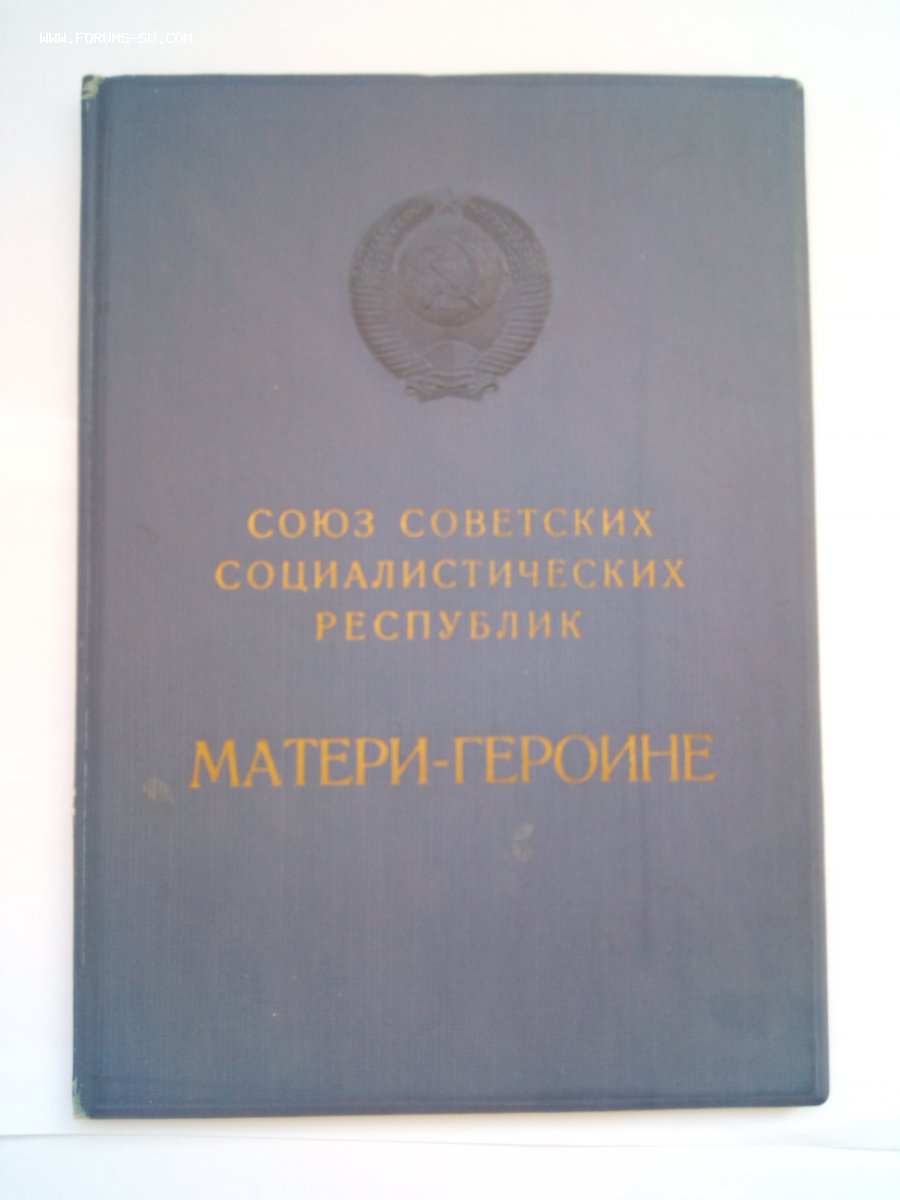 WWW.FORUMS-SU.COM
СОЮЗ СОВЕТСКИХ
СОЦИАЛИСТИЧЕСКИХ
РЕСПУБЛИК
МАТЕРИ-ГЕРОИНЕ